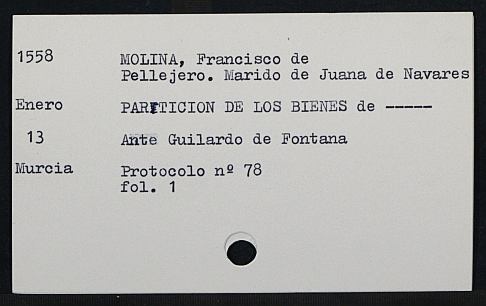 1558 MOLINA, Francisco de
Pellejero. Marido de Juana de Navares
Enero PARTICION DE LOS BIENES de -----
13 Ante Guilardo de Fontana
Murcia Protocolo nº 78
fol. 1